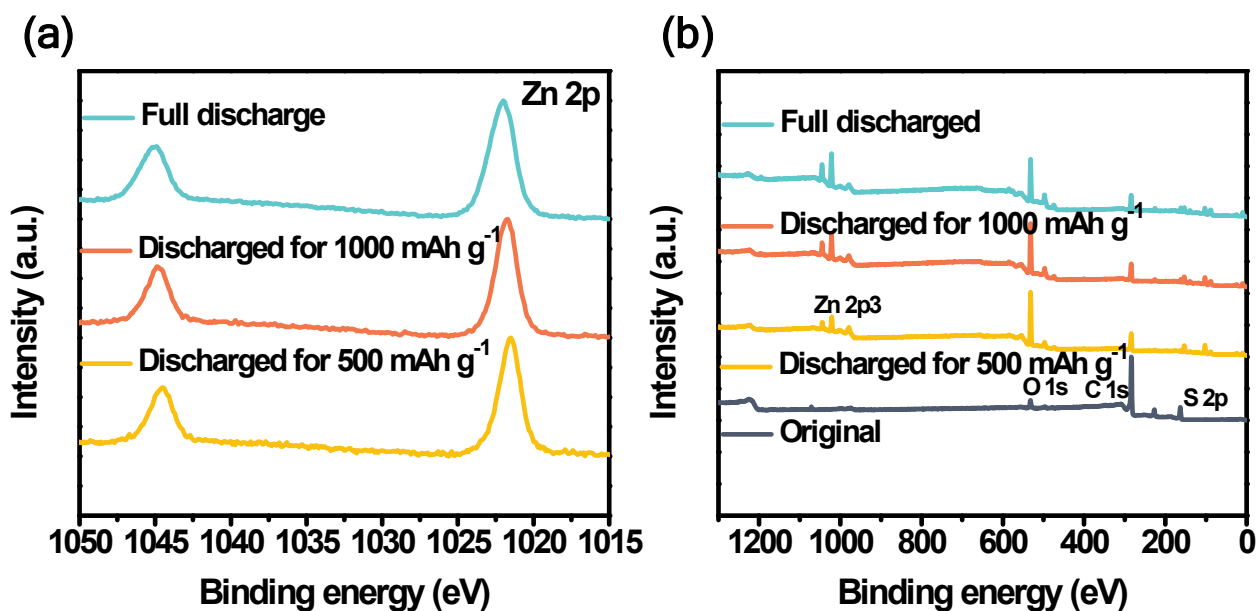 (a)
Zn 2p
Full discharge
Discharged for 1000 mAh g⁻¹
Discharged for 500 mAh g⁻¹
Intensity (a.u.)
1050 1045 1040 1035 1030 1025 1020 1015
Binding energy (eV)
(b)
Full discharged
Discharged for 1000 mAh g⁻¹
Zn 2p3
Discharged for 500 mAh g⁻¹
O 1s C 1s S 2p
Original
Intensity (a.u.)
1200 1000 800 600 400 200 0
Binding energy (eV)